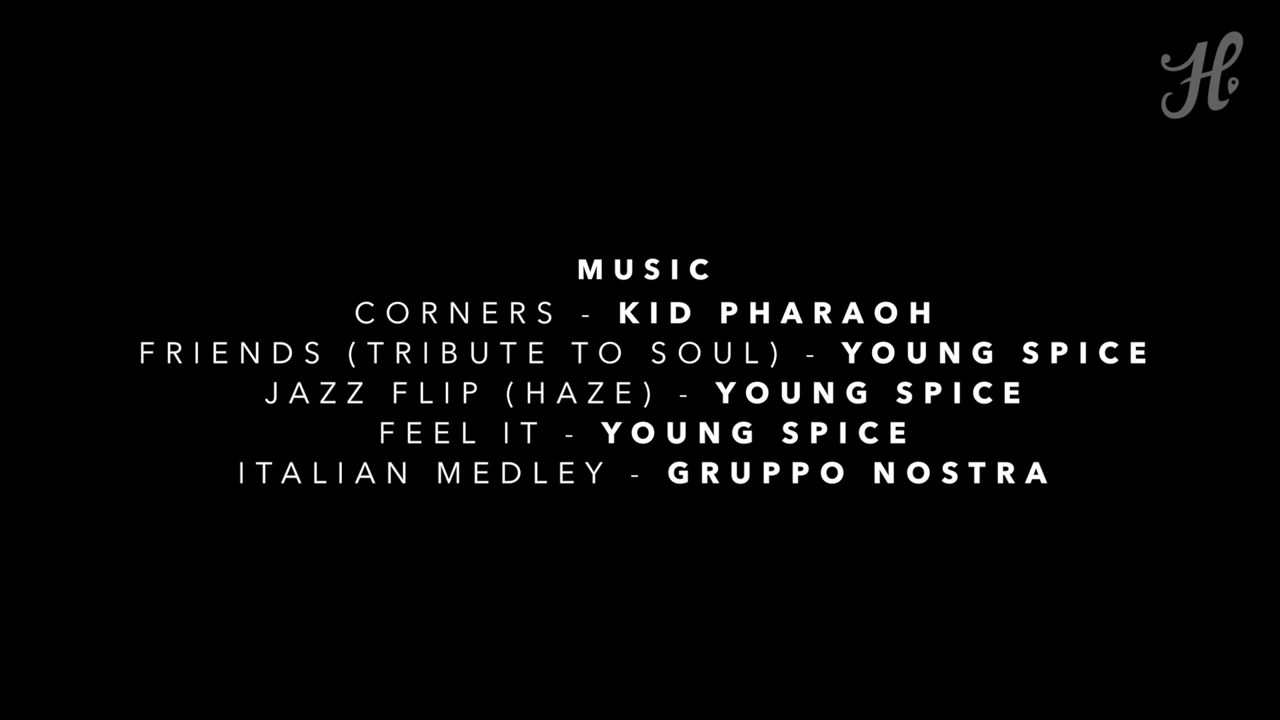 H
MUSIC
CORNERS - KID PHARAOH
FRIENDS (TRIBUTE TO SOUL) - YOUNG SPICE
JAZZ FLIP (HAZE) - YOUNG SPICE
FEEL IT - YOUNG SPICE
ITALIAN MEDLEY - GRUPPO NOSTRA